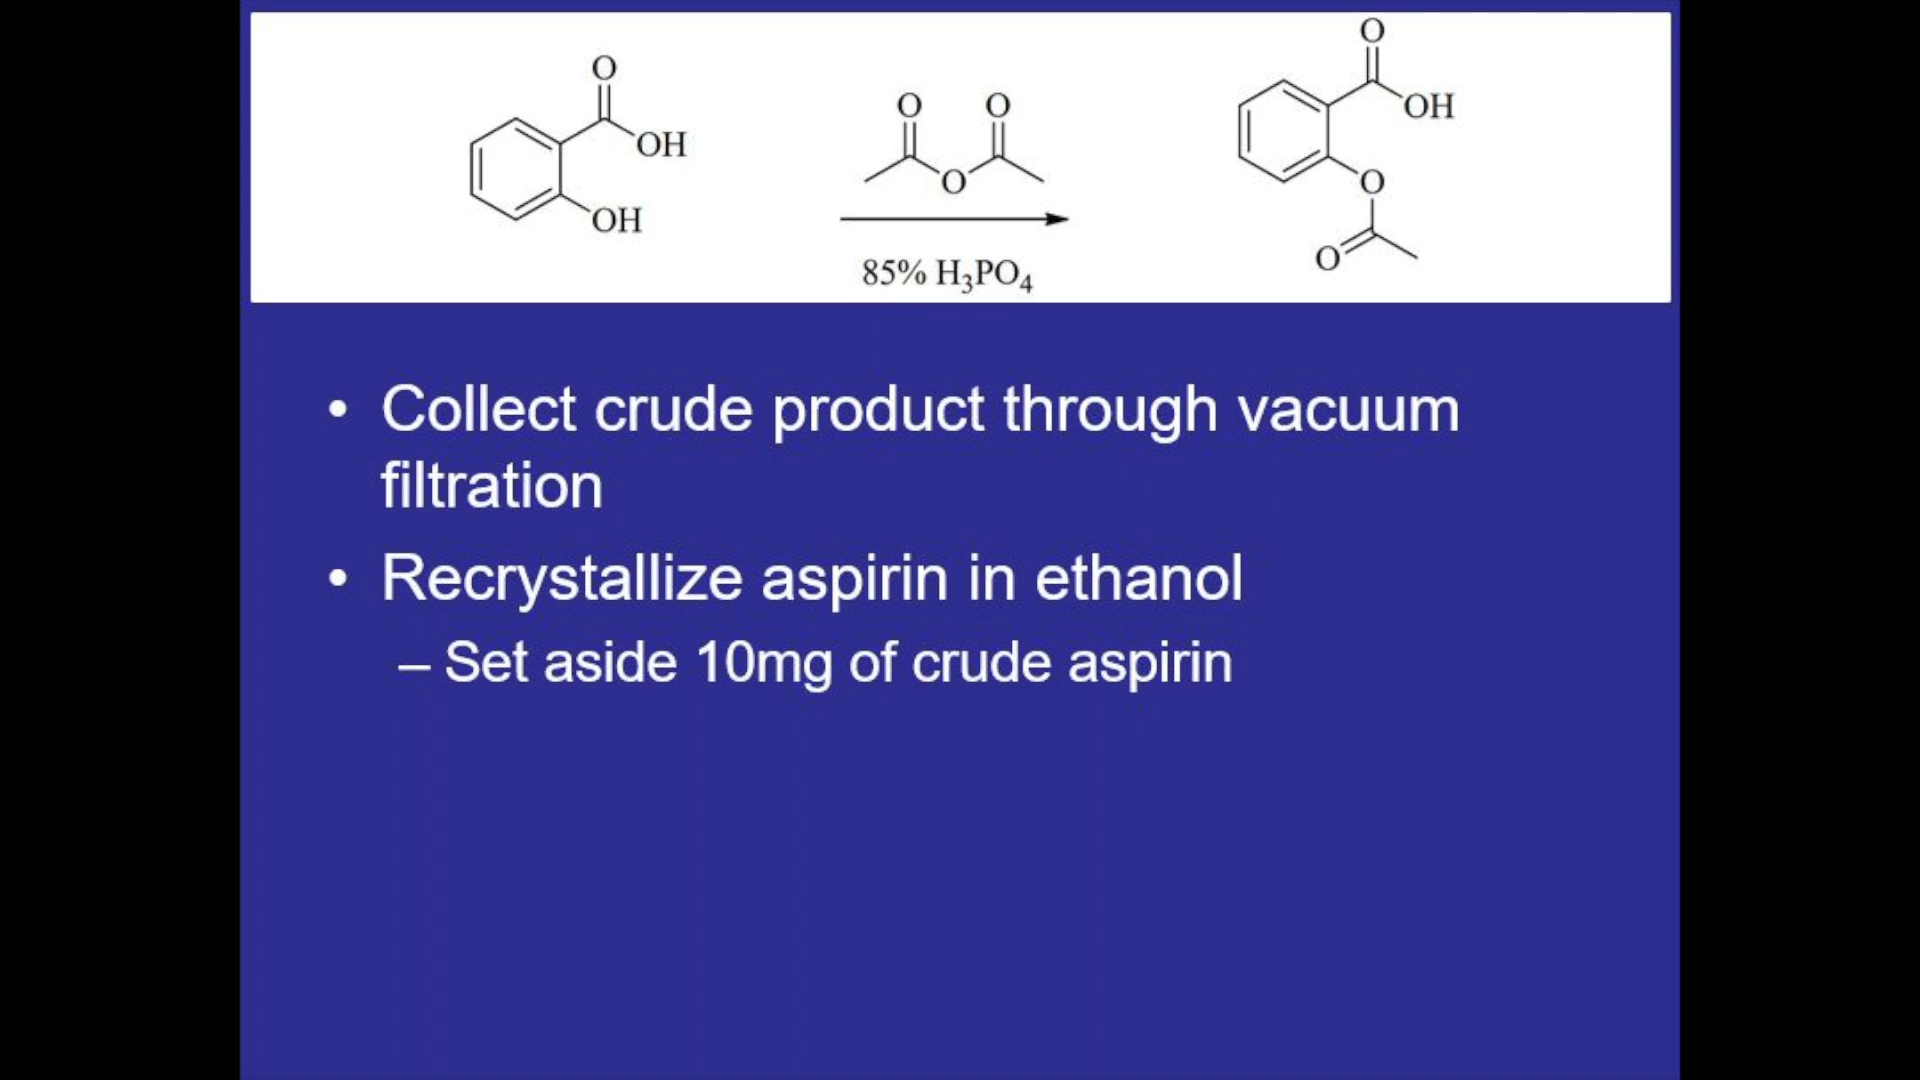 O
O
O
O
OH
OH
OH
O
O
O
85% H₃PO₄
• Collect crude product through vacuum
filtration
• Recrystallize aspirin in ethanol
– Set aside 10mg of crude aspirin